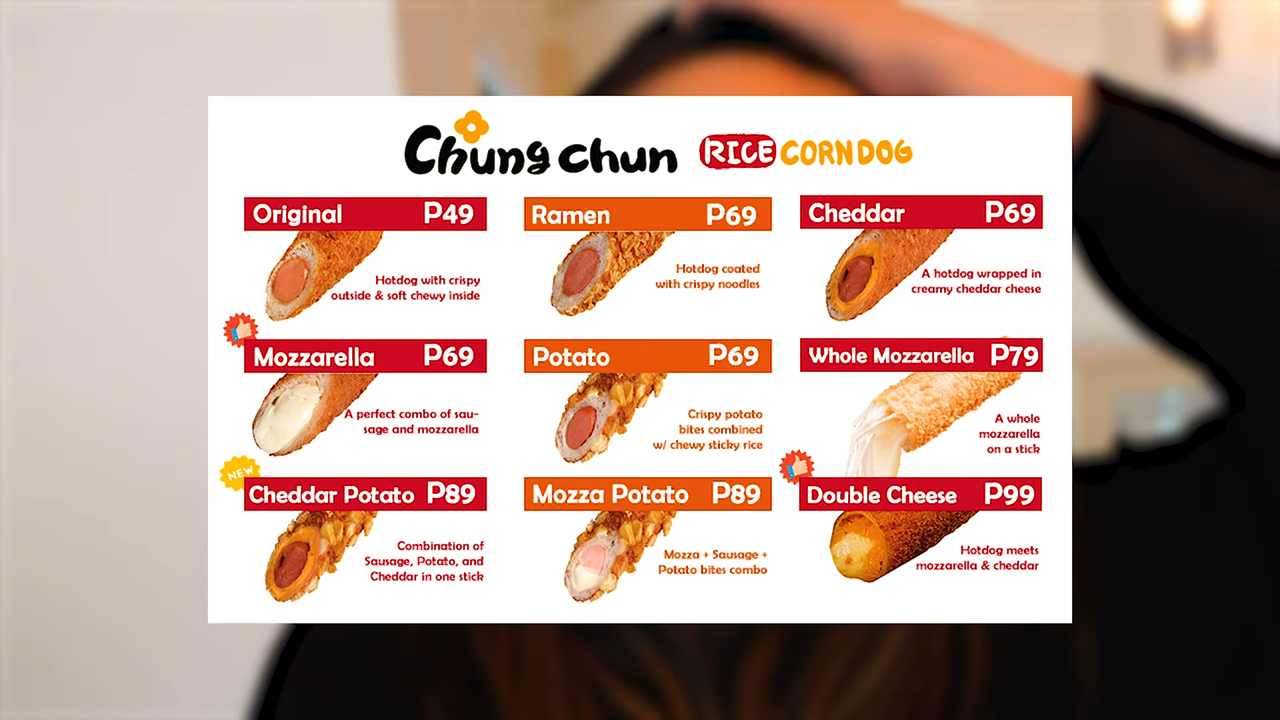 Chung chun RICE CORNDOG
Original P49
Hotdog with crispy
outside & soft chewy inside
Ramen P69
Hotdog coated
with crispy noodles
Cheddar P69
A hotdog wrapped in
creamy cheddar cheese
Mozzarella P69
A perfect combo of sau-
sage and mozzarella
Potato P69
Crispy potato
bites combined
w/ chewy sticky rice
Whole Mozzarella P79
A whole
mozzarella
on a stick
NEW
Cheddar Potato P89
Combination of
Sausage, Potato, and
Cheddar in one stick
Mozza Potato P89
Mozza + Sausage +
Potato bites combo
Double Cheese P99
Hotdog meets
mozzarella & cheddar